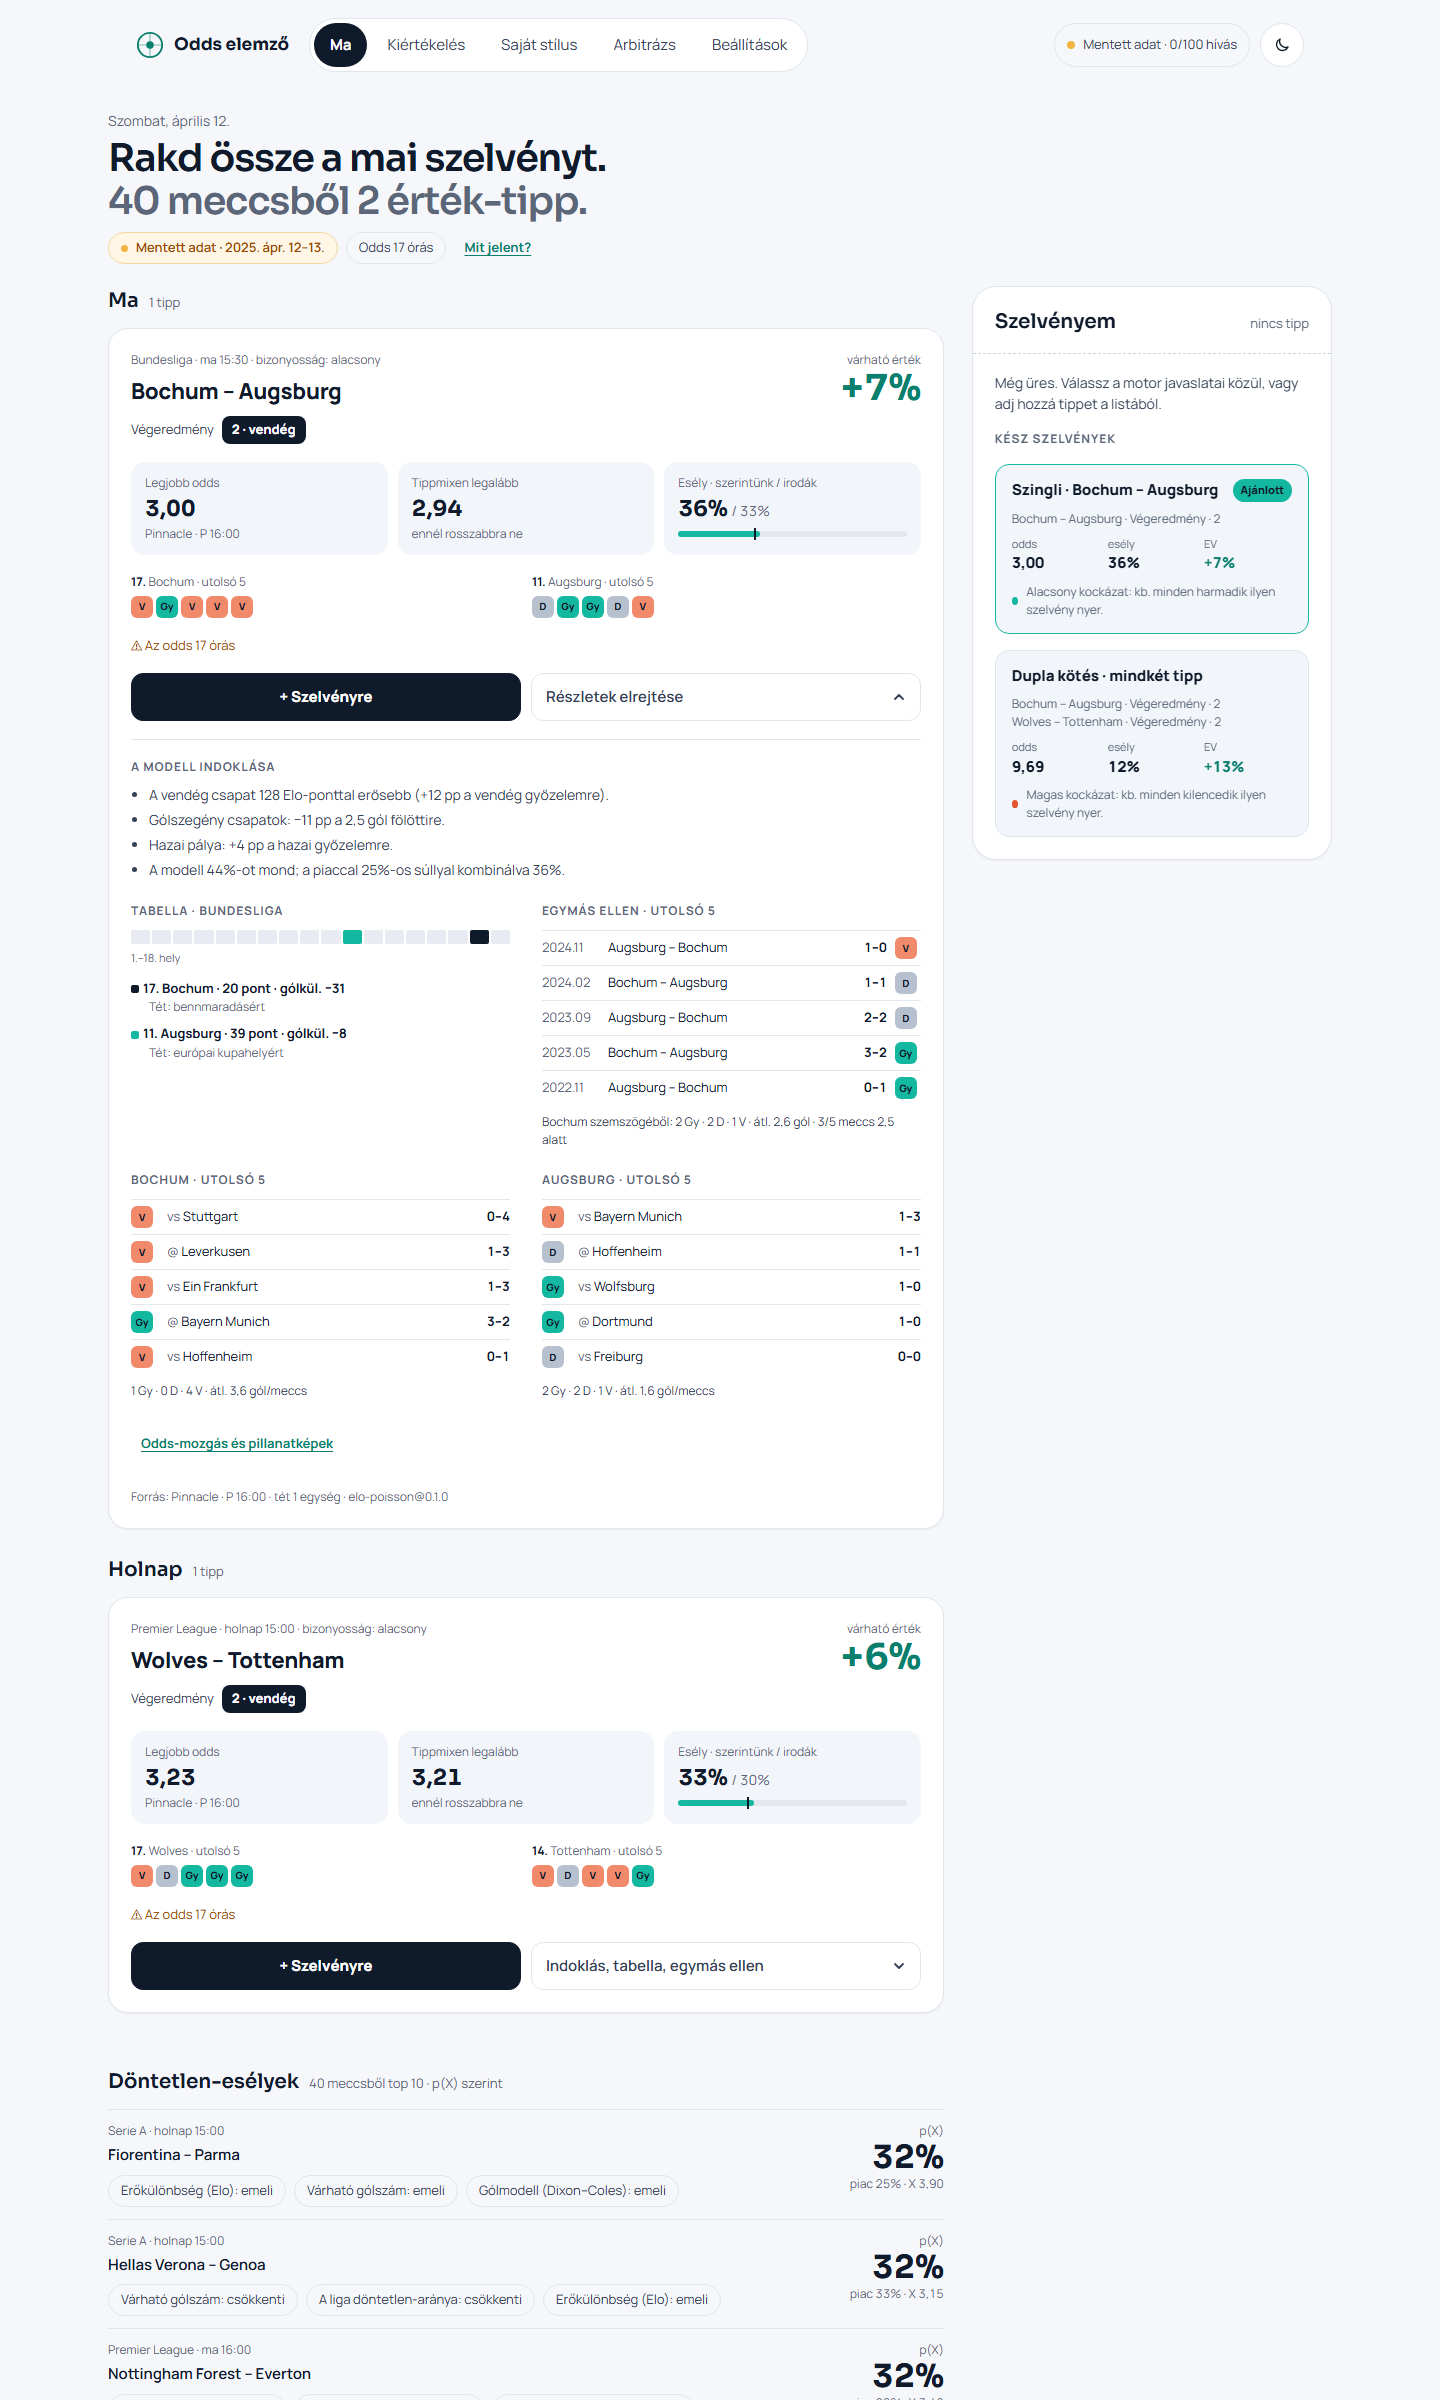 Odds elemző
Ma
Kiértékelés
Saját stílus
Arbitrázs
Beállítások
Mentett adat · 0/100 hívás
Szombat, április 12.
Rakd össze a mai szelvényt.
40 meccsből 2 érték-tipp.
Mentett adat · 2025. ápr. 12–13.
Odds 17 órás
Mit jelent?
Ma 1 tipp
Bundesliga · ma 15:30 · bizonyosság: alacsony
Bochum – Augsburg
várható érték
+7%
Végeredmény 2 · vendég
Legjobb odds
3,00
Pinnacle · P 16:00
Tippmixen legalább
2,94
ennél rosszabbra ne
Esély · szerintünk / irodák
36% / 33%
17. Bochum · utolsó 5
V Gy V V V
11. Augsburg · utolsó 5
D Gy Gy D V
⚠ Az odds 17 órás
+ Szelvényre
Részletek elrejtése
A MODELL INDOKLÁSA
• A vendég csapat 128 Elo-ponttal erősebb (+12 pp a vendég győzelemre).
• Gólszegény csapatok: −11 pp a 2,5 gól fölöttire.
• Hazai pálya: +4 pp a hazai győzelemre.
• A modell 44%-ot mond; a piaccal 25%-os súllyal kombinálva 36%.
TABELLA · BUNDESLIGA
1.–18. hely
17. Bochum · 20 pont · gólkül. −31
Tét: bennmaradásért
11. Augsburg · 39 pont · gólkül. −8
Tét: európai kupahelyért
EGYMÁS ELLEN · UTOLSÓ 5
2024.11 Augsburg – Bochum 1–0 V
2024.02 Bochum – Augsburg 1–1 D
2023.09 Augsburg – Bochum 2–2 D
2023.05 Bochum – Augsburg 3–2 Gy
2022.11 Augsburg – Bochum 0–1 Gy
Bochum szemszögéből: 2 Gy · 2 D · 1 V · átl. 2,6 gól · 3/5 meccs 2,5
alatt
BOCHUM · UTOLSÓ 5
V vs Stuttgart 0–4
V @ Leverkusen 1–3
V vs Ein Frankfurt 1–3
Gy @ Bayern Munich 3–2
V vs Hoffenheim 0–1
1 Gy · 0 D · 4 V · átl. 3,6 gól/meccs
AUGSBURG · UTOLSÓ 5
V vs Bayern Munich 1–3
D @ Hoffenheim 1–1
Gy vs Wolfsburg 1–0
Gy @ Dortmund 1–0
D vs Freiburg 0–0
2 Gy · 2 D · 1 V · átl. 1,6 gól/meccs
Odds-mozgás és pillanatképek
Forrás: Pinnacle · P 16:00 · tét 1 egység · elo-poisson@0.1.0
Szelvényem
nincs tipp
Még üres. Válassz a motor javaslatai közül, vagy
adj hozzá tippet a listából.
KÉSZ SZELVÉNYEK
Szingli · Bochum – Augsburg Ajánlott
Bochum – Augsburg · Végeredmény · 2
odds esély EV
3,00 36% +7%
Alacsony kockázat: kb. minden harmadik ilyen
szelvény nyer.
Dupla kötés · mindkét tipp
Bochum – Augsburg · Végeredmény · 2
Wolves – Tottenham · Végeredmény · 2
odds esély EV
9,69 12% +13%
Magas kockázat: kb. minden kilencedik ilyen
szelvény nyer.
Holnap 1 tipp
Premier League · holnap 15:00 · bizonyosság: alacsony
Wolves – Tottenham
várható érték
+6%
Végeredmény 2 · vendég
Legjobb odds
3,23
Pinnacle · P 16:00
Tippmixen legalább
3,21
ennél rosszabbra ne
Esély · szerintünk / irodák
33% / 30%
17. Wolves · utolsó 5
V D Gy Gy Gy
14. Tottenham · utolsó 5
V D V V Gy
⚠ Az odds 17 órás
+ Szelvényre
Indoklás, tabella, egymás ellen
Döntetlen-esélyek 40 meccsből top 10 · p(X) szerint
Serie A · holnap 15:00
Fiorentina – Parma
Erőkülönbség (Elo): emeli
Várható gólszám: emeli
Gólmodell (Dixon–Coles): emeli
p(X)
32%
piac 25% · X 3,90
Serie A · holnap 15:00
Hellas Verona – Genoa
Várható gólszám: csökkenti
A liga döntetlen-aránya: csökkenti
Erőkülönbség (Elo): emeli
p(X)
32%
piac 33% · X 3,15
Premier League · ma 16:00
Nottingham Forest – Everton
p(X)
32%